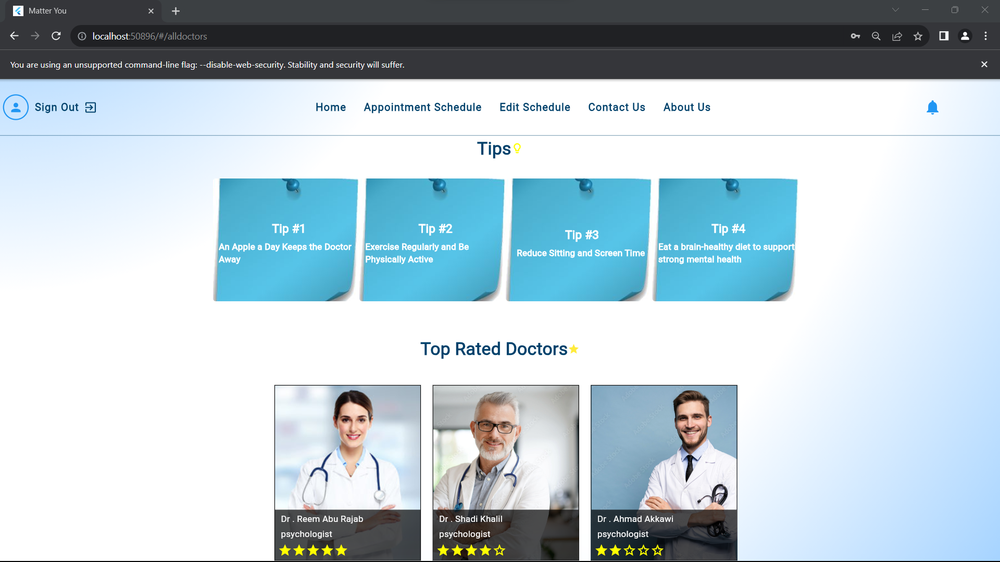 Matter You
localhost:50896/#/alldoctors
You are using an unsupported command-line flag: --disable-web-security. Stability and security will suffer.
Sign Out
Home Appointment Schedule Edit Schedule Contact Us About Us
Tips
Tip #1
An Apple a Day Keeps the Doctor
Away
Tip #2
Exercise Regularly and Be
Physically Active
Tip #3
Reduce Sitting and Screen Time
Tip #4
Eat a brain-healthy diet to support
strong mental health
Top Rated Doctors
Dr . Reem Abu Rajab
psychologist
Dr . Shadi Khalil
psychologist
Dr . Ahmad Akkawi
psychologist